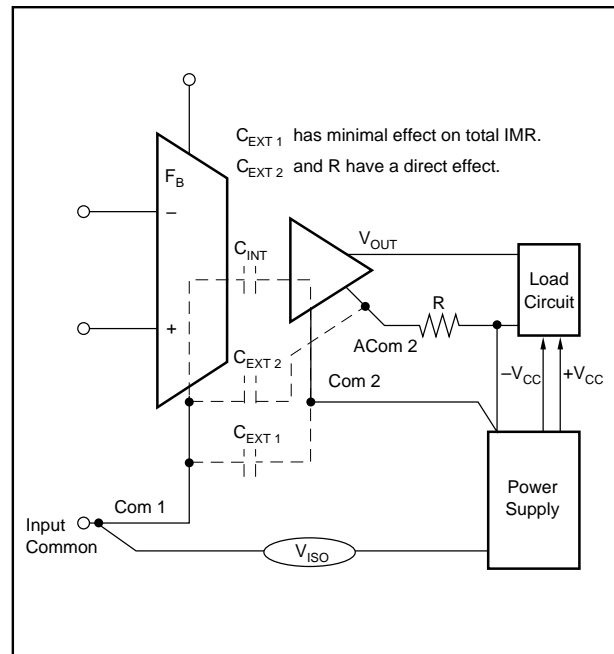 C_EXT 1 has minimal effect on total IMR.
C_EXT 2 and R have a direct effect.
F_B
–
+
C_INT
V_OUT
Load
Circuit
R
ACom 2
C_EXT 2
Com 2
–V_CC
+V_CC
C_EXT 1
Com 1
Power
Supply
Input
Common
V_ISO